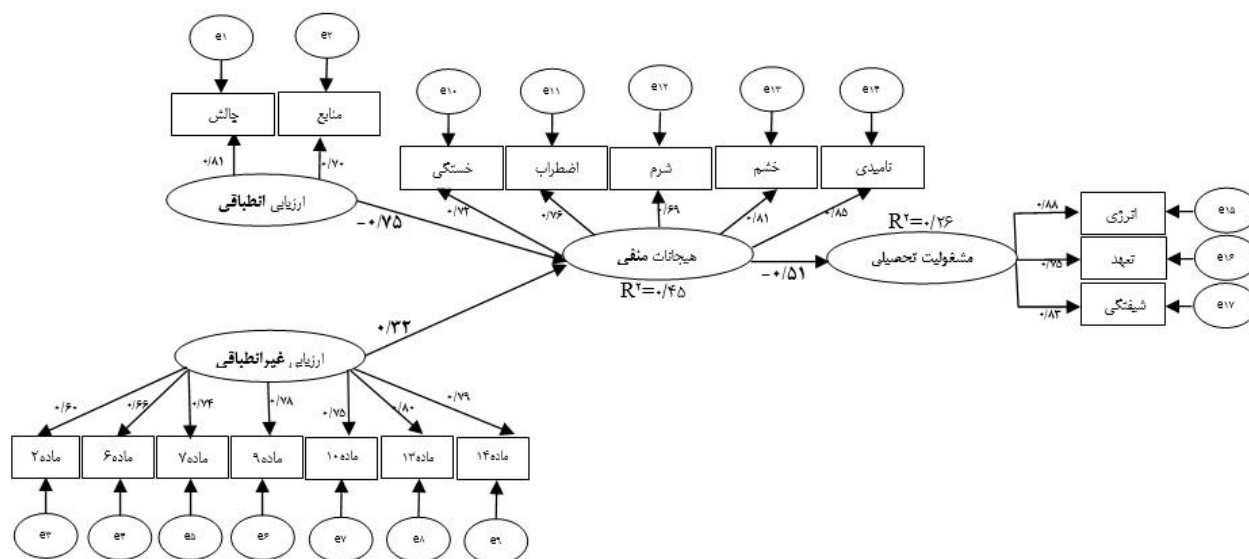 e۱
e۲
چالش
منابع
۰/۸۱
۰/۷۰
ارزیابی انطباقی
-۰/۷۵
e۱۰
e۱۱
e۱۲
e۱۳
e۱۴
خستگی
اضطراب
شرم
خشم
ناامیدی
۰/۷۲
۰/۷۶
۰/۶۹
۰/۸۱
۰/۸۵
هیجانات منفی
R۲=۰/۴۵
-۰/۵۱
R۲=۰/۲۶
مشغولیت تحصیلی
۰/۸۸
۰/۷۵
۰/۸۳
انرژی
تعهد
شیفتگی
e۱۵
e۱۶
e۱۷
۰/۳۲
ارزیابی غیرانطباقی
۰/۶۰
۰/۶۶
۰/۷۴
۰/۷۸
۰/۷۵
۰/۸۰
۰/۷۹
ماده۲
ماده۶
ماده۷
ماده۹
ماده۱۰
ماده۱۳
ماده۱۴
e۳
e۴
e۵
e۶
e۷
e۸
e۹